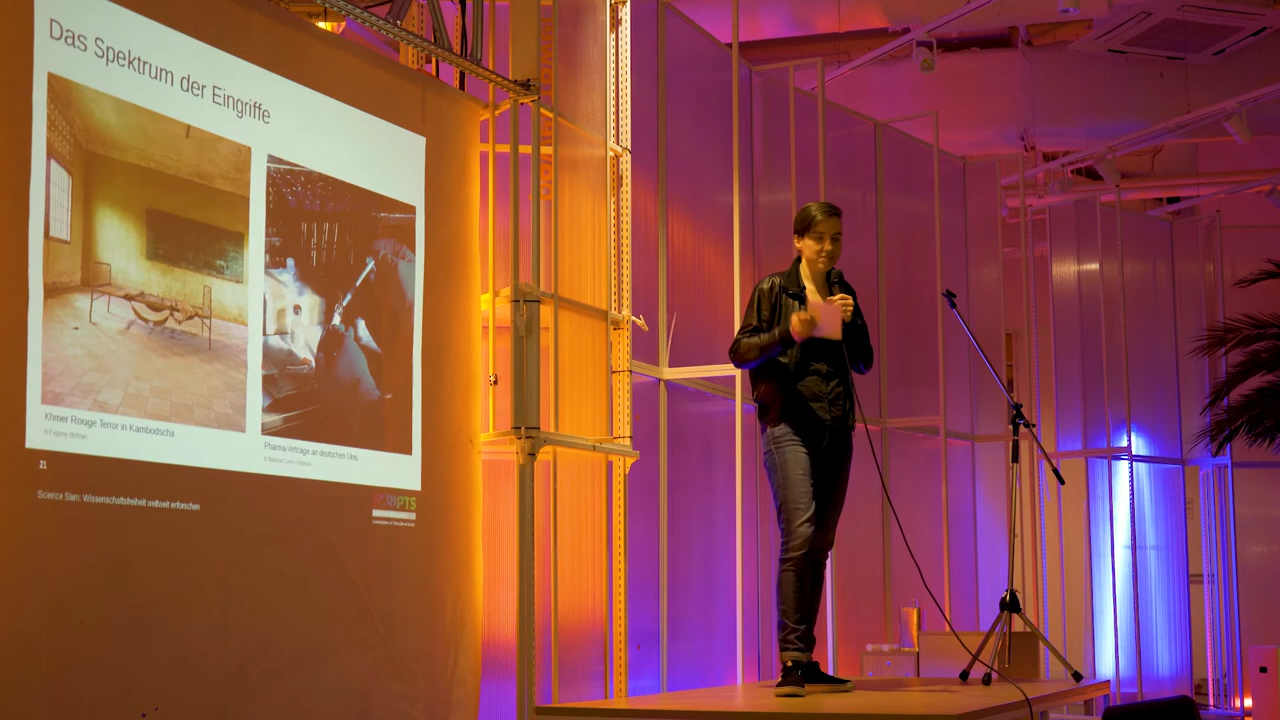 Das Spektrum der Eingriffe
Khmer Rouge Terror in Kambodscha
Pharma-Verträge an deutschen Unis
21
Science Slam: Wissenschaftsfreiheit weltweit erforschen
SCRIPTS